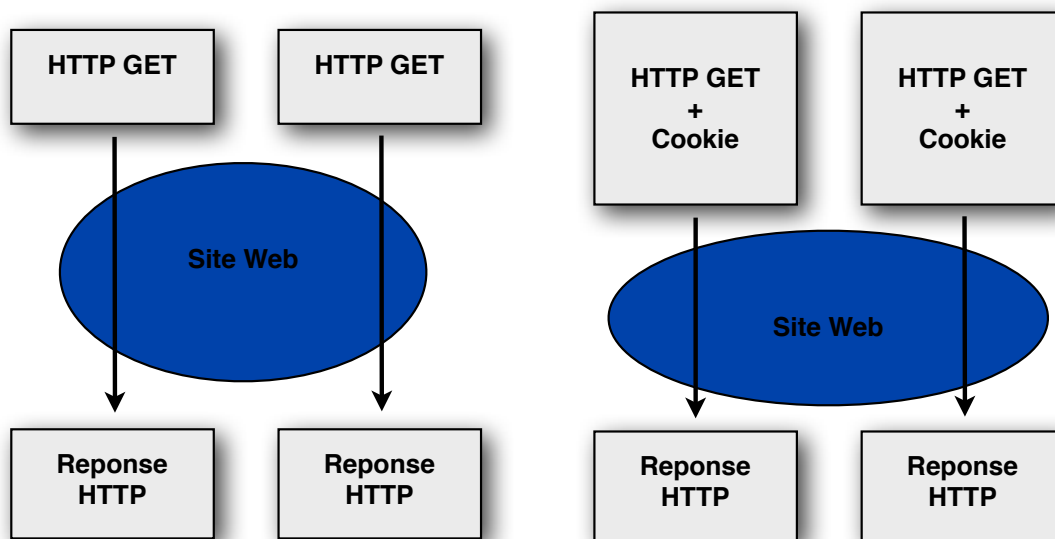 HTTP GET
HTTP GET
Site Web
Reponse
HTTP
Reponse
HTTP
HTTP GET
+
Cookie
HTTP GET
+
Cookie
Site Web
Reponse
HTTP
Reponse
HTTP